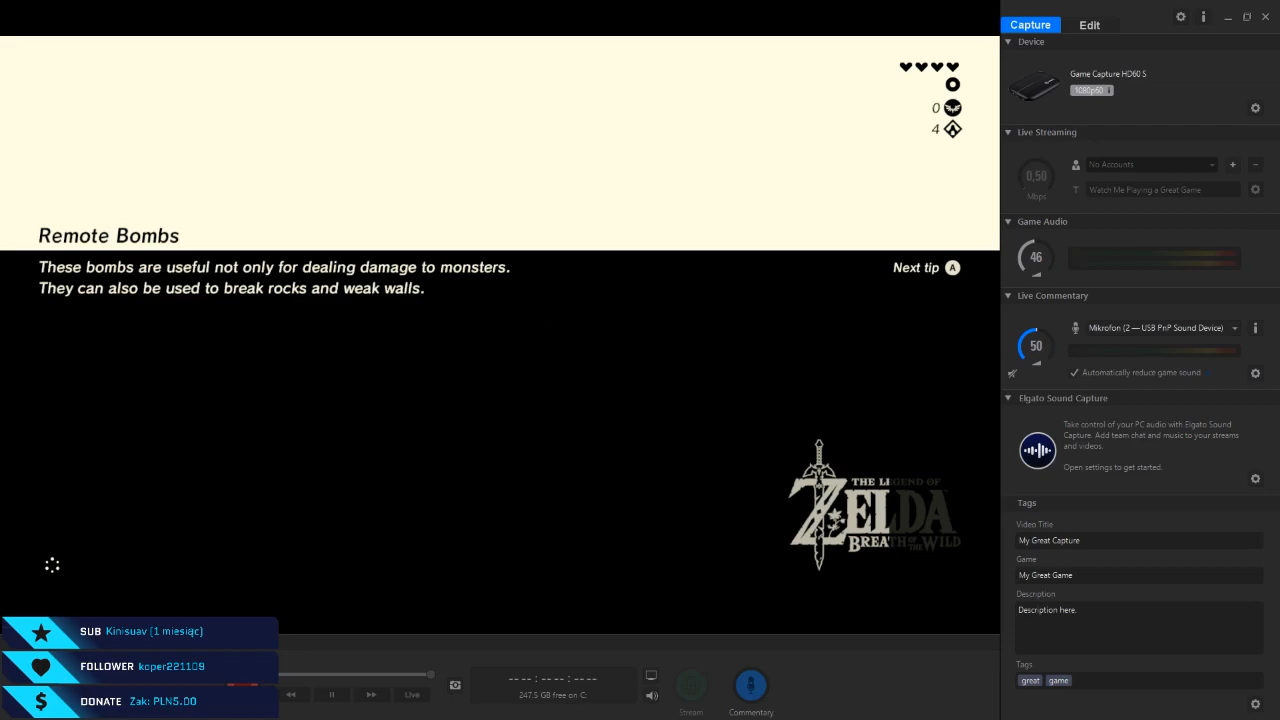 Capture
Edit
Device
Game Capture HD60 S
1080p60
Live Streaming
0,50
Mbps
No Accounts
Watch Me Playing a Great Game
Game Audio
46
Live Commentary
50
Mikrofon (2 — USB PnP Sound Device)
Automatically reduce game sound
Elgato Sound Capture
Take control of your PC audio with Elgato Sound
Capture. Add team chat and music to your streams
and videos.
Open settings to get started.
Tags
Video Title
My Great Capture
Game
My Great Game
Description
Description here.
Tags
great game
0
4
Remote Bombs
These bombs are useful not only for dealing damage to monsters.
They can also be used to break rocks and weak walls.
Next tip A
THE LEGEND OF
ZELDA
BREATH OF THE WILD
SUB Kinisuav (1 miesiąc)
FOLLOWER koper221109
DONATE Zak: PLN5.00
Live
-- -- : -- -- : -- --
247.5 GB free on C:
Stream
Commentary